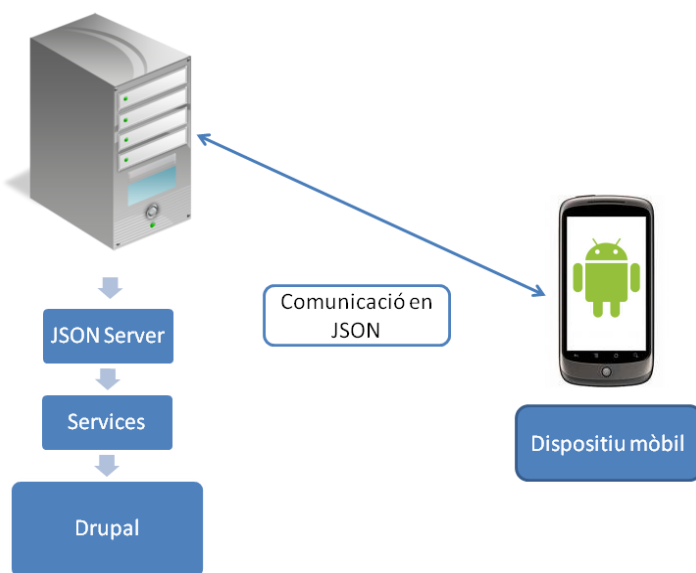 Comunicació en
JSON
JSON Server
Services
Drupal
Dispositiu mòbil